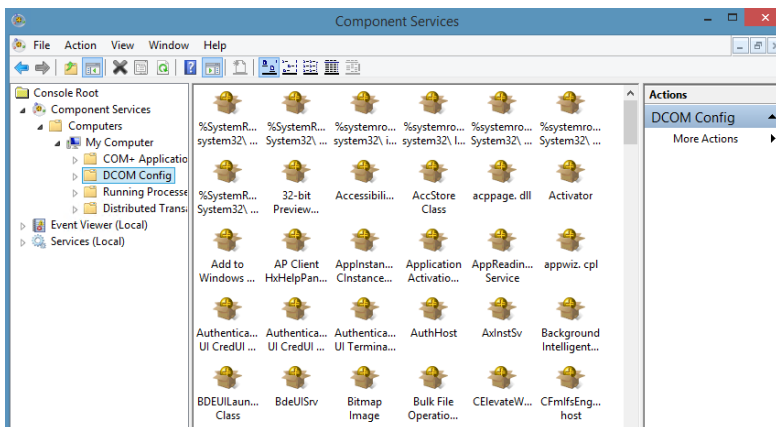 Component Services
File Action View Window Help
Console Root
Component Services
Computers
My Computer
COM+ Applicatio
DCOM Config
Running Processe
Distributed Trans
Event Viewer (Local)
Services (Local)
%SystemR... %SystemR... %systemro... %systemro... %systemro... %systemro...
system32\ ... System32\ ... system32\ i... system32\ l... System32\ ... System32\ ...
%SystemR... 32-bit Accessibili... AccStore acppage. dll Activator
System32\ ... Preview... Class
Add to AP Client AppInstan... Application AppReadin... appwiz. cpl
Windows ... HxHelpPan... CInstance... Activatio... Service
Authentica... Authentica... Authentica... AuthHost AxInstSv Background
UI CredUI ... UI CredUI ... UI Termina... Intelligent...
BDEUILaun... BdeUISrv Bitmap Bulk File CElevateW... CFmIfsEng...
Class Image Operatio... host
Actions
DCOM Config
More Actions